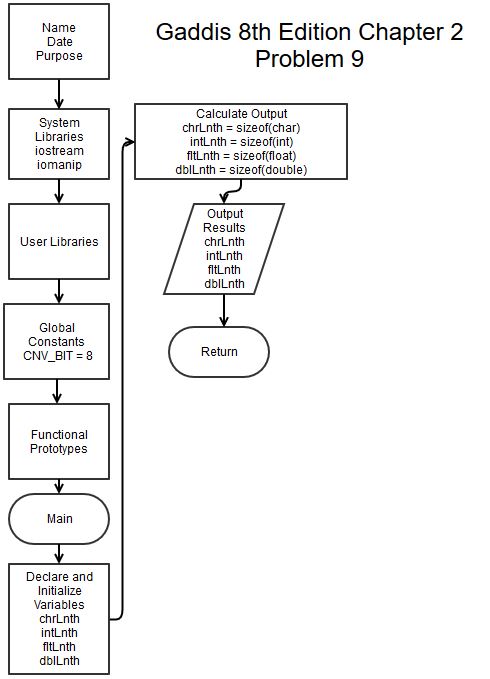 Gaddis 8th Edition Chapter 2
Problem 9
Name
Date
Purpose
System
Libraries
iostream
iomanip
User Libraries
Global
Constants
CNV_BIT = 8
Functional
Prototypes
Main
Declare and
Initialize
Variables
chrLnth
intLnth
fltLnth
dblLnth
Calculate Output
chrLnth = sizeof(char)
intLnth = sizeof(int)
fltLnth = sizeof(float)
dblLnth = sizeof(double)
Output
Results
chrLnth
intLnth
fltLnth
dblLnth
Return